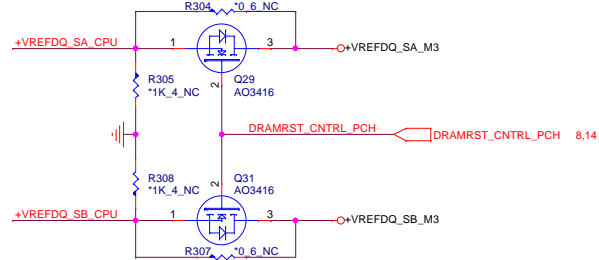 R304 *0_6_NC
+VREFDQ_SA_CPU 1 3 +VREFDQ_SA_M3
R305 Q29
*1K_4_NC 2 AO3416
DRAMRST_CNTRL_PCH DRAMRST_CNTRL_PCH 8,14
R308 Q31
*1K_4_NC 2 AO3416
+VREFDQ_SB_CPU 1 3 +VREFDQ_SB_M3
R307 *0_6_NC